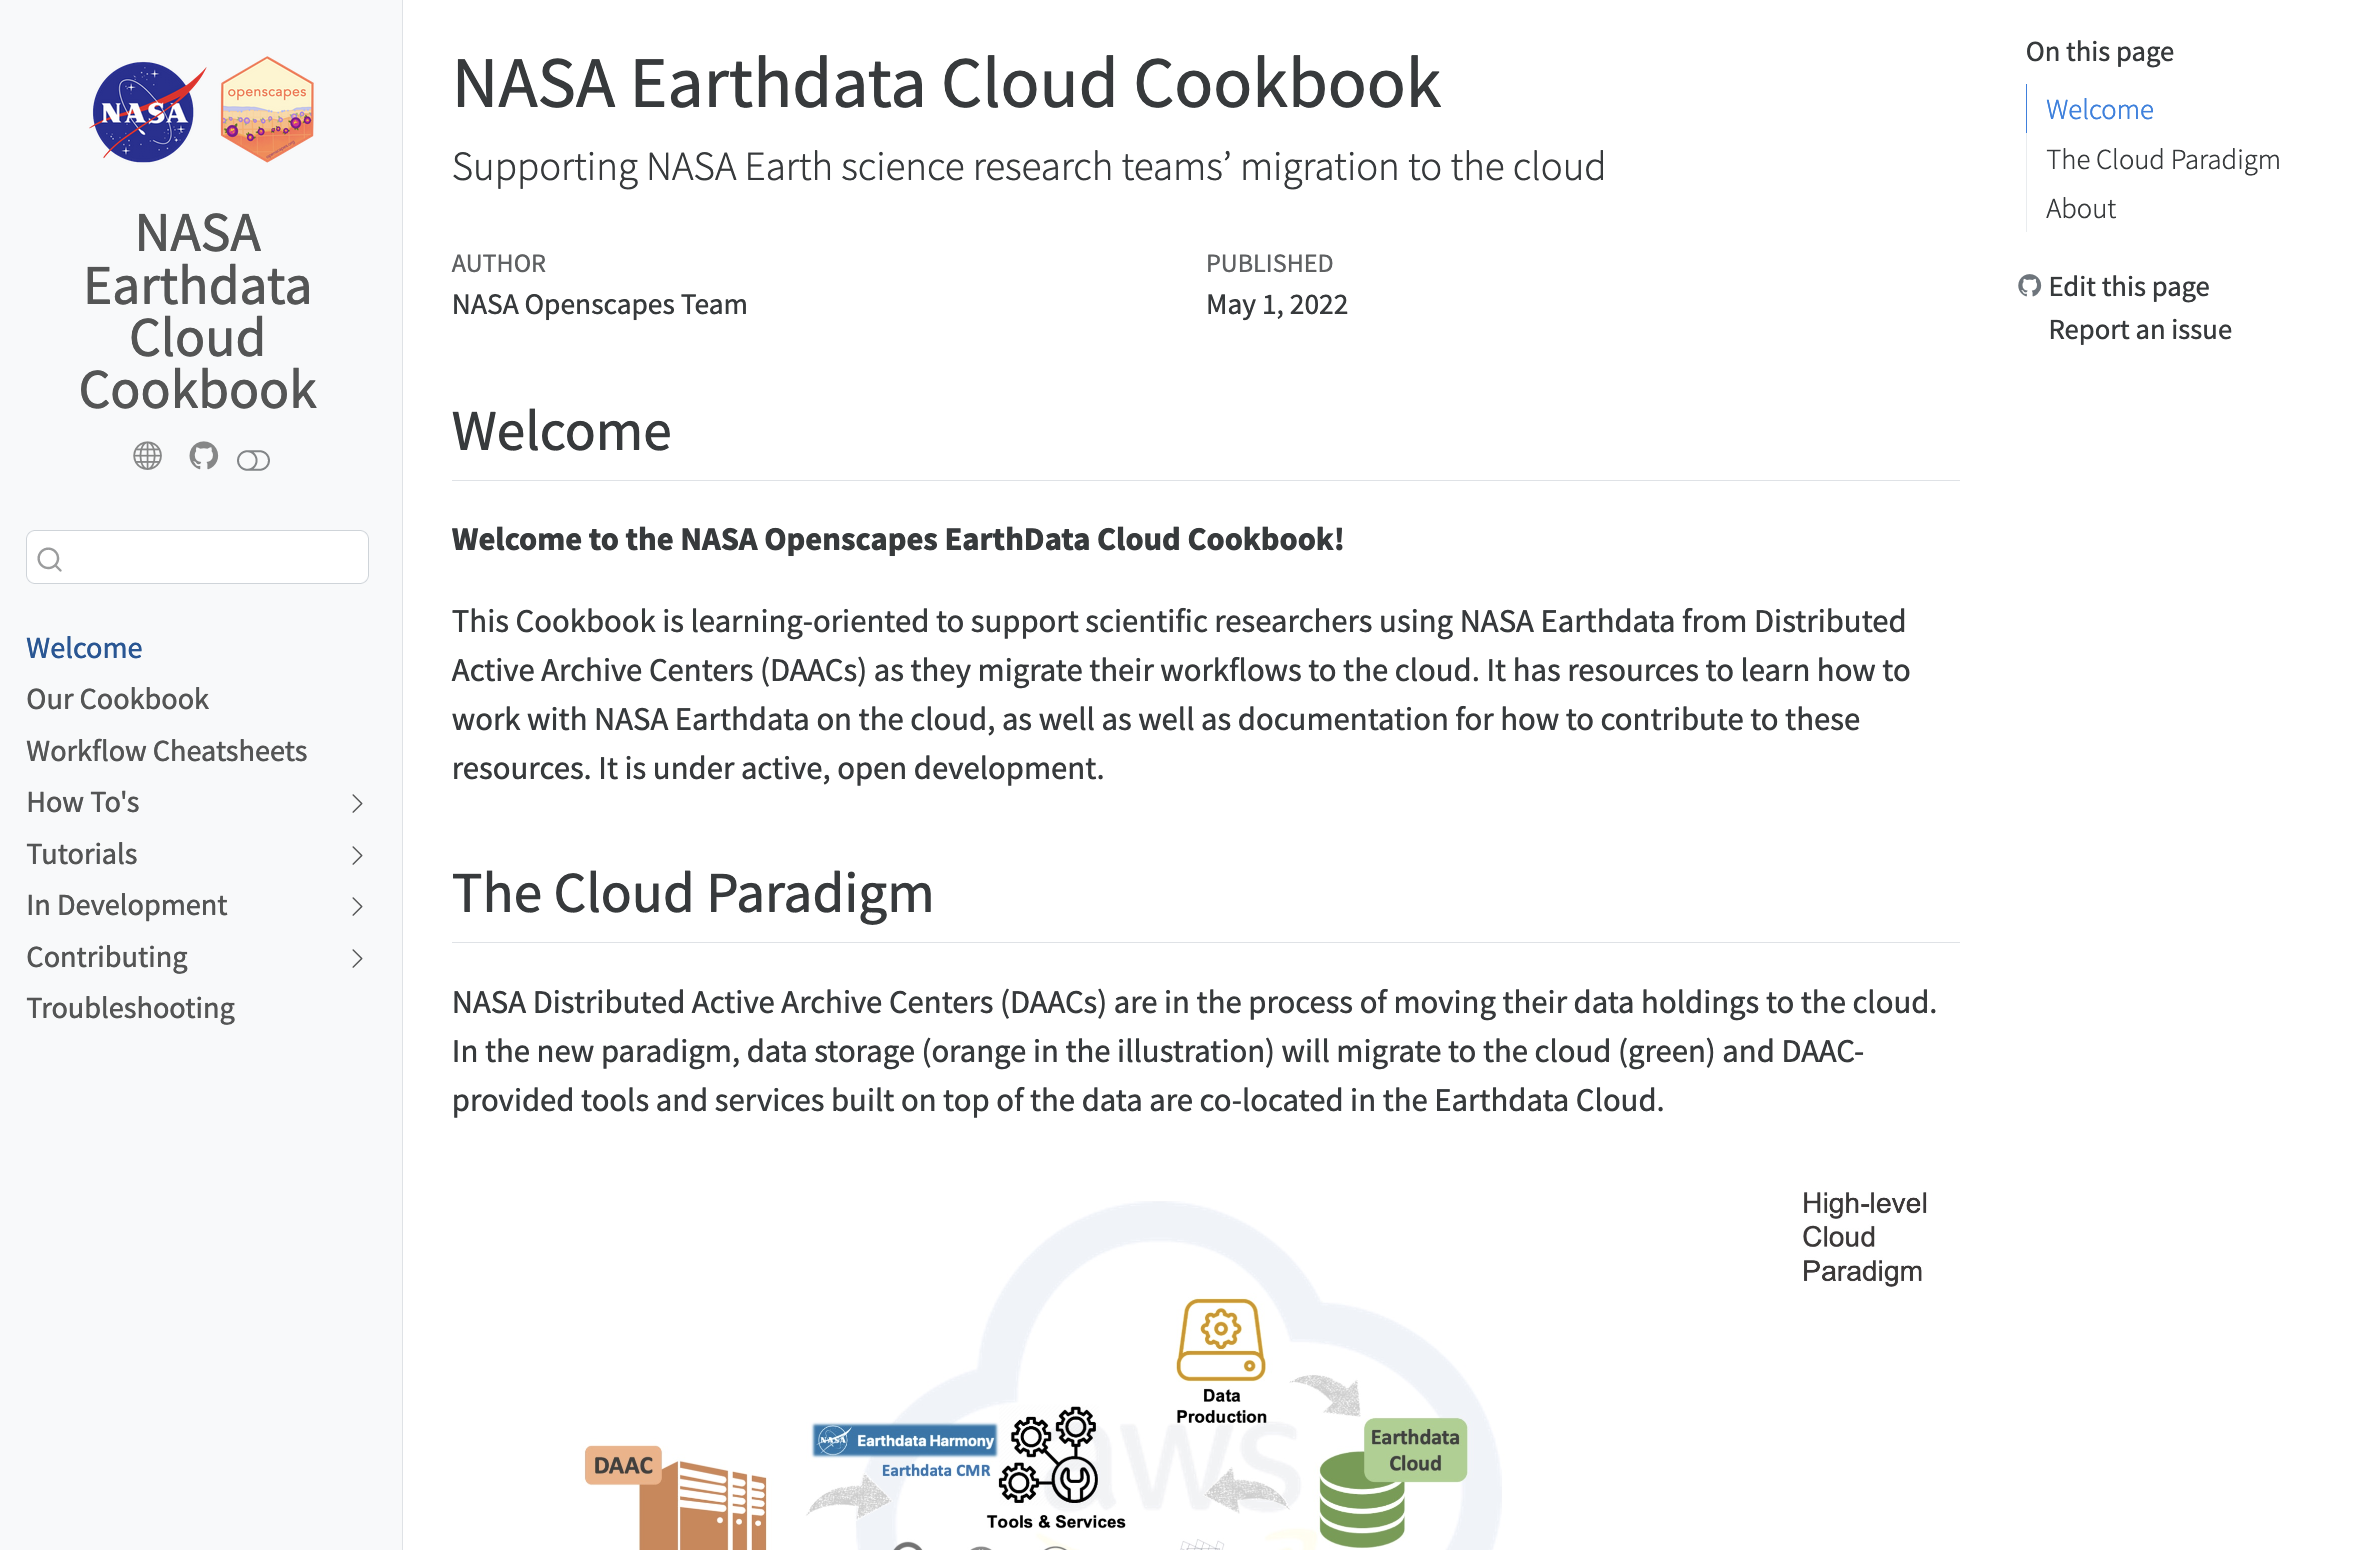 NASA
openscapes
NASA
Earthdata
Cloud
Cookbook
Welcome
Our Cookbook
Workflow Cheatsheets
How To's
Tutorials
In Development
Contributing
Troubleshooting
NASA Earthdata Cloud Cookbook
Supporting NASA Earth science research teams’ migration to the cloud
AUTHOR
NASA Openscapes Team
PUBLISHED
May 1, 2022
Welcome
Welcome to the NASA Openscapes EarthData Cloud Cookbook!
This Cookbook is learning-oriented to support scientific researchers using NASA Earthdata from Distributed
Active Archive Centers (DAACs) as they migrate their workflows to the cloud. It has resources to learn how to
work with NASA Earthdata on the cloud, as well as well as documentation for how to contribute to these
resources. It is under active, open development.
The Cloud Paradigm
NASA Distributed Active Archive Centers (DAACs) are in the process of moving their data holdings to the cloud.
In the new paradigm, data storage (orange in the illustration) will migrate to the cloud (green) and DAAC-
provided tools and services built on top of the data are co-located in the Earthdata Cloud.
High-level
Cloud
Paradigm
Data
Production
aws
NASA Earthdata Harmony
Earthdata CMR
Tools & Services
DAAC
Earthdata
Cloud
On this page
Welcome
The Cloud Paradigm
About
Edit this page
Report an issue